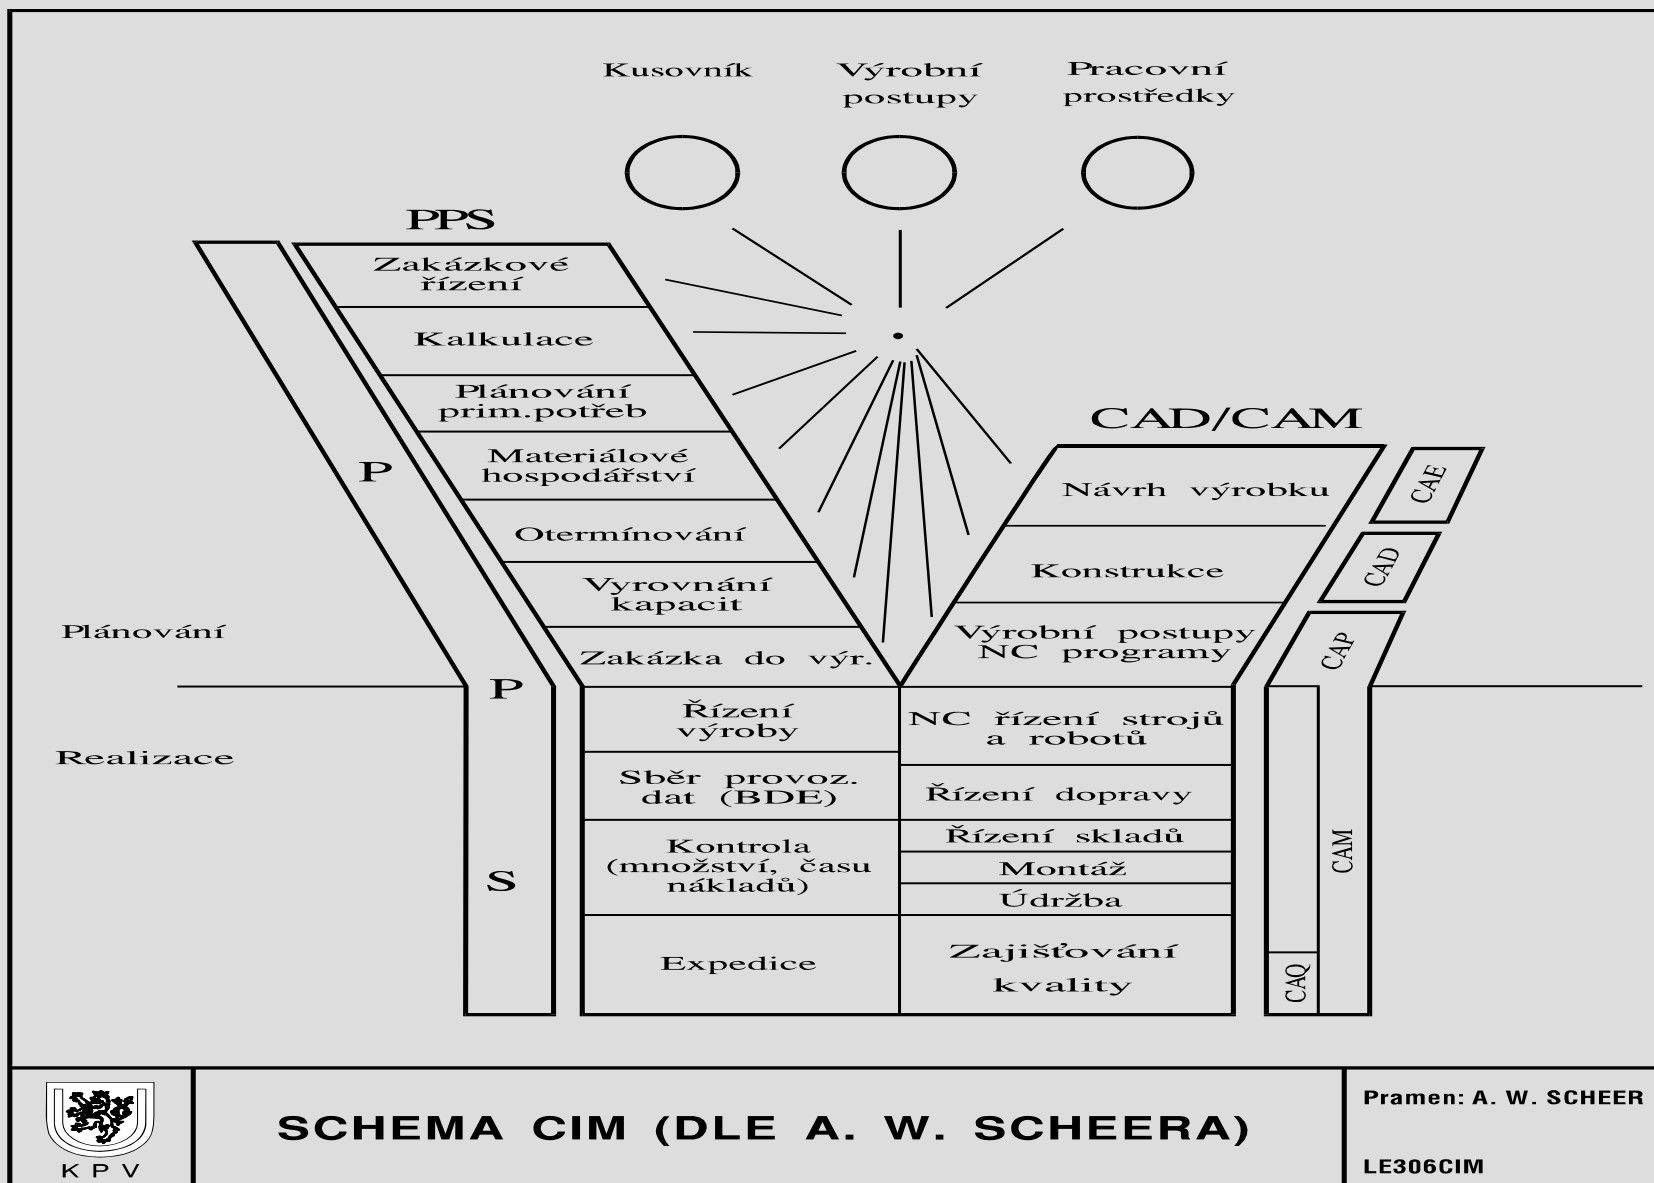 Kusovník
Výrobní
postupy
Pracovní
prostředky
PPS
Zakázkové
řízení
Kalkulace
Plánování
prim.potřeb
Materiálové
hospodářství
Otermínování
Vyrovnání
kapacit
Zakázka do výr.
P
P
S
CAD/CAM
Návrh výrobku
Konstrukce
Výrobní postupy
NC programy
CAE
CAD
CAP
CAM
CAQ
Plánování
Realizace
Řízení
výroby
Sběr provoz.
dat (BDE)
Kontrola
(množství, času
nákladů)
Expedice
NC řízení strojů
a robotů
Řízení dopravy
Řízení skladů
Montáž
Údržba
Zajišťování
kvality
KPV
SCHEMA CIM (DLE A. W. SCHEERA)
Pramen: A. W. SCHEER
LE306CIM